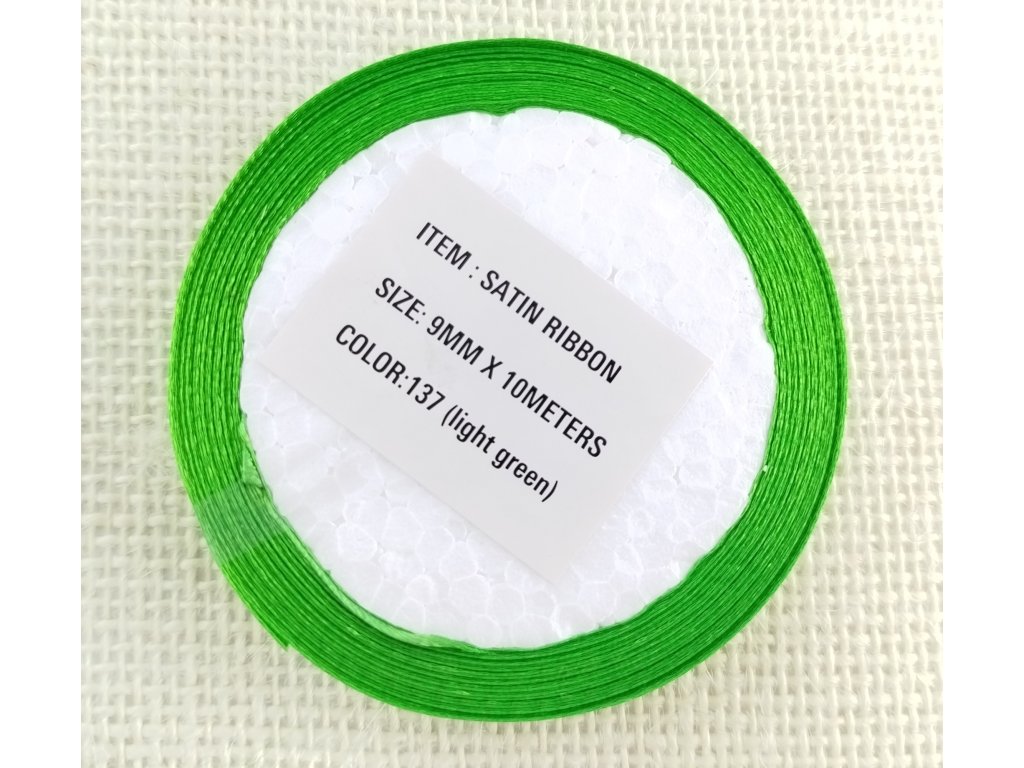 ITEM : SATIN RIBBON
SIZE: 9MM X 10METERS
COLOR:137 (light green)